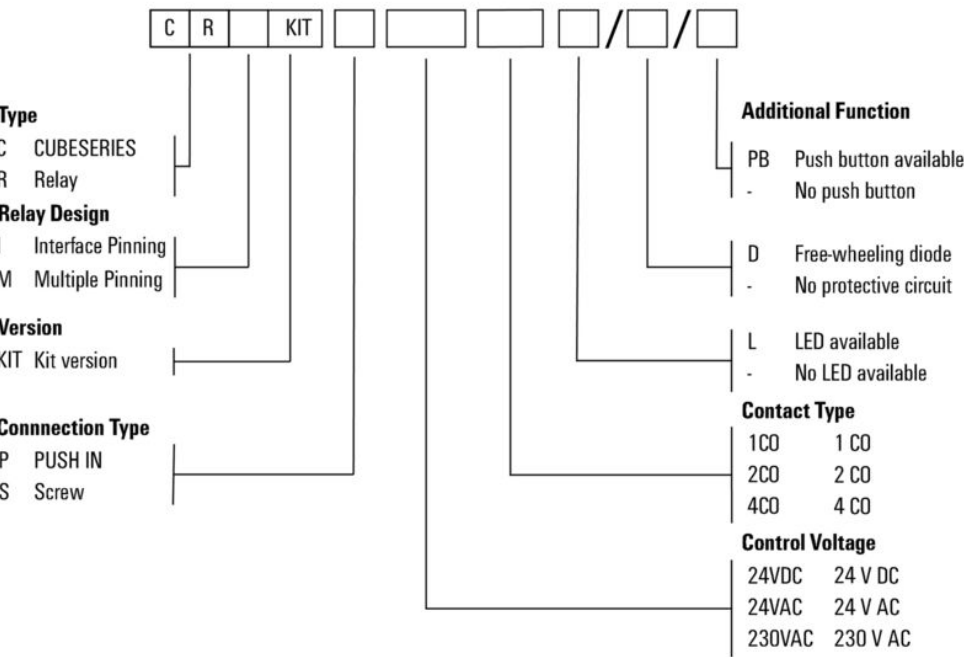 C R KIT / /
Type
C CUBESERIES
R Relay
Relay Design
I Interface Pinning
M Multiple Pinning
Version
KIT Kit version
Connnection Type
P PUSH IN
S Screw
Additional Function
PB Push button available
- No push button
D Free-wheeling diode
- No protective circuit
L LED available
- No LED available
Contact Type
1CO 1 CO
2CO 2 CO
4CO 4 CO
Control Voltage
24VDC 24 V DC
24VAC 24 V AC
230VAC 230 V AC